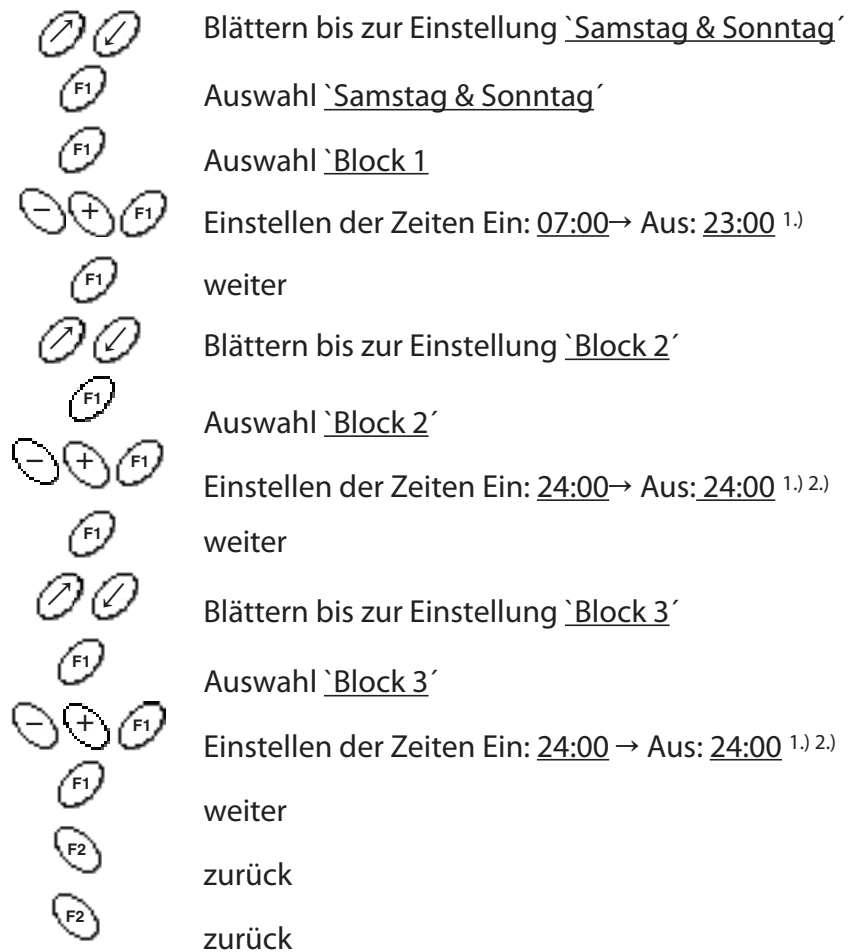 ↗ ↙ Blättern bis zur Einstellung `Samstag & Sonntag´
F1 Auswahl `Samstag & Sonntag´
F1 Auswahl `Block 1
− + F1 Einstellen der Zeiten Ein: 07:00→ Aus: 23:00 1.)
F1 weiter
↗ ↙ Blättern bis zur Einstellung `Block 2´
F1 Auswahl `Block 2´
− + F1 Einstellen der Zeiten Ein: 24:00→ Aus: 24:00 1.) 2.)
F1 weiter
↗ ↙ Blättern bis zur Einstellung `Block 3´
F1 Auswahl `Block 3´
− + F1 Einstellen der Zeiten Ein: 24:00 → Aus: 24:00 1.) 2.)
F1 weiter
F2 zurück
F2 zurück